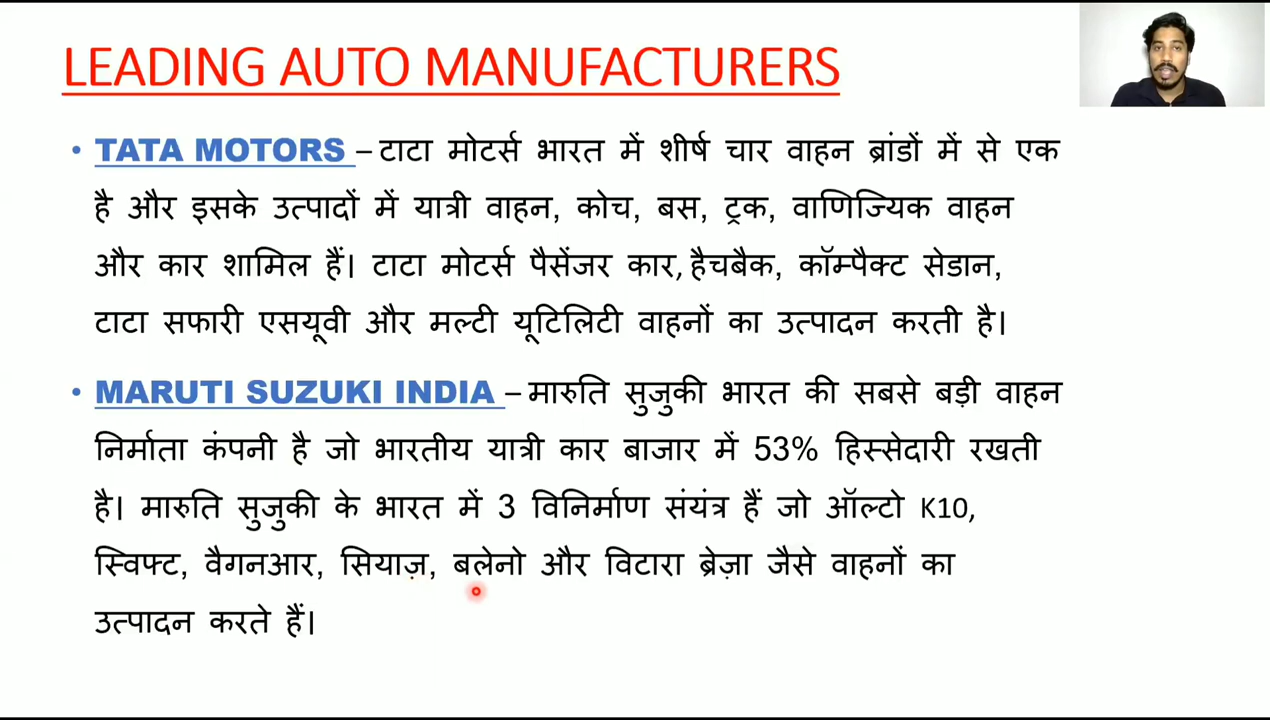 LEADING AUTO MANUFACTURERS
• TATA MOTORS – टाटा मोटर्स भारत में शीर्ष चार वाहन ब्रांडों में से एक
है और इसके उत्पादों में यात्री वाहन, कोच, बस, ट्रक, वाणिज्यिक वाहन
और कार शामिल हैं। टाटा मोटर्स पैसेंजर कार, हैचबैक, कॉम्पैक्ट सेडान,
टाटा सफारी एसयूवी और मल्टी यूटिलिटी वाहनों का उत्पादन करती है।
• MARUTI SUZUKI INDIA – मारुति सुजुकी भारत की सबसे बड़ी वाहन
निर्माता कंपनी है जो भारतीय यात्री कार बाजार में 53% हिस्सेदारी रखती
है। मारुति सुजुकी के भारत में 3 विनिर्माण संयंत्र हैं जो ऑल्टो K10,
स्विफ्ट, वैगनआर, सियाज़, बलेनो और विटारा ब्रेज़ा जैसे वाहनों का
उत्पादन करते हैं।